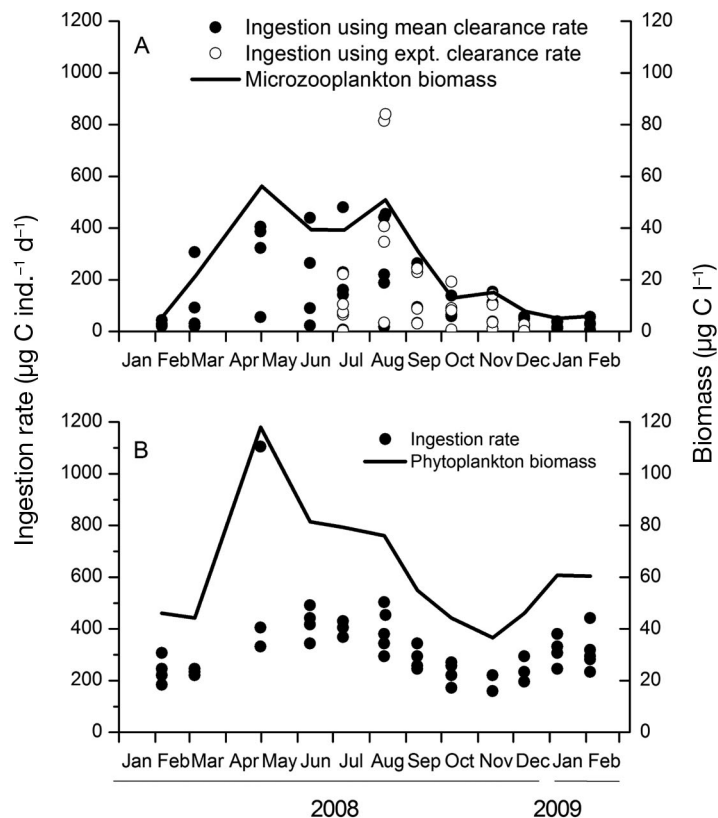 A
Ingestion using mean clearance rate
Ingestion using expt. clearance rate
Microzooplankton biomass
1200
1000
800
600
400
200
0
120
100
80
60
40
20
0
Jan Feb Mar Apr May Jun Jul Aug Sep Oct Nov Dec Jan Feb
Ingestion rate (µg C ind.⁻¹ d⁻¹)
Biomass (µg C l⁻¹)
B
Ingestion rate
Phytoplankton biomass
1200
1000
800
600
400
200
0
120
100
80
60
40
20
0
Jan Feb Mar Apr May Jun Jul Aug Sep Oct Nov Dec Jan Feb
2008 2009